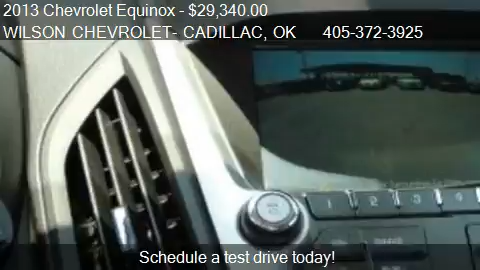 2013 Chevrolet Equinox - $29,340.00
WILSON CHEVROLET- CADILLAC, OK 405-372-3925
1 2 3 4
Schedule a test drive today!